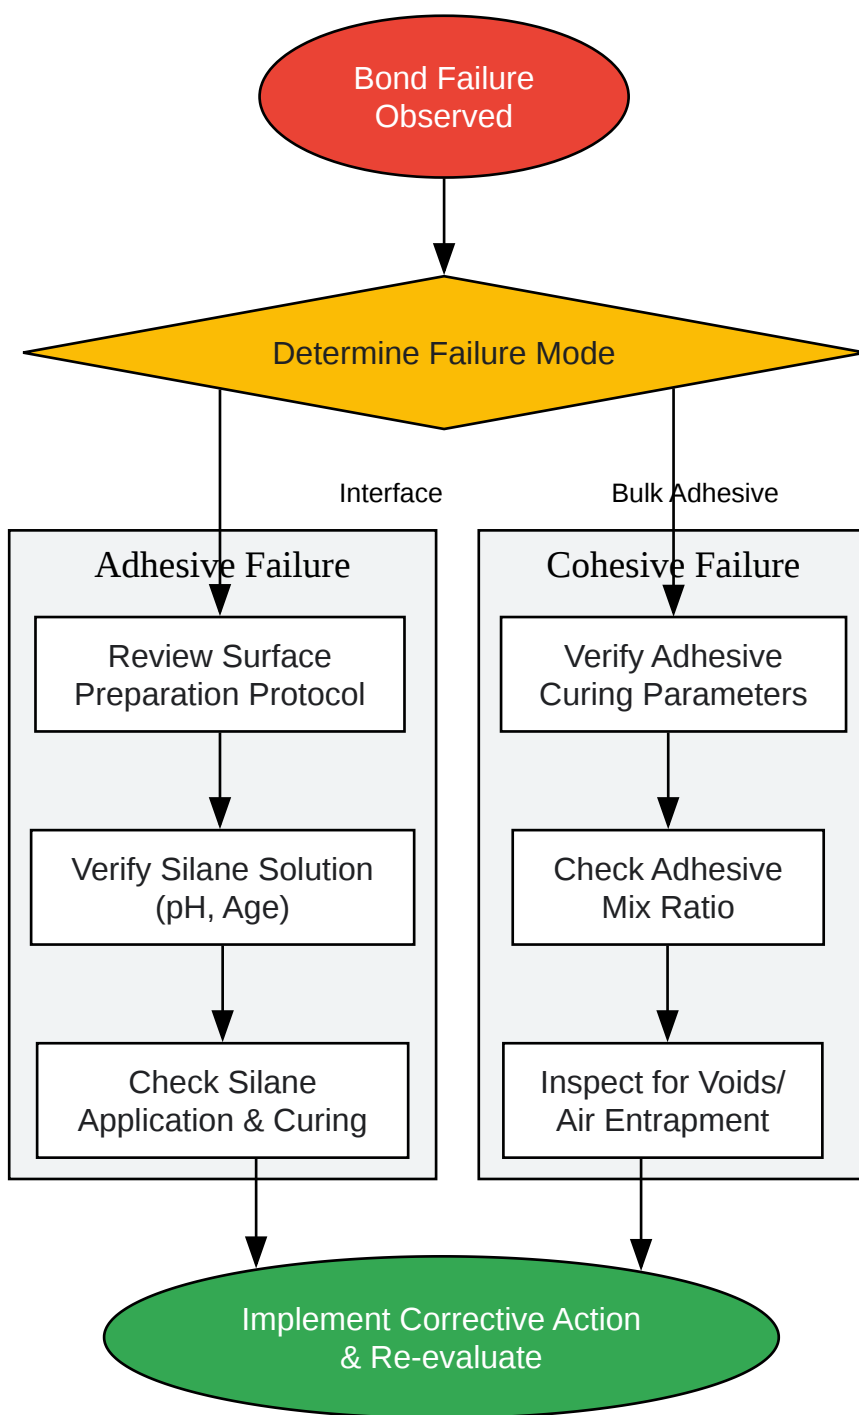 Bond Failure
Observed
Determine Failure Mode
Interface
Bulk Adhesive
Adhesive Failure
Review Surface
Preparation Protocol
Verify Silane Solution
(pH, Age)
Check Silane
Application & Curing
Cohesive Failure
Verify Adhesive
Curing Parameters
Check Adhesive
Mix Ratio
Inspect for Voids/
Air Entrapment
Implement Corrective Action
& Re-evaluate